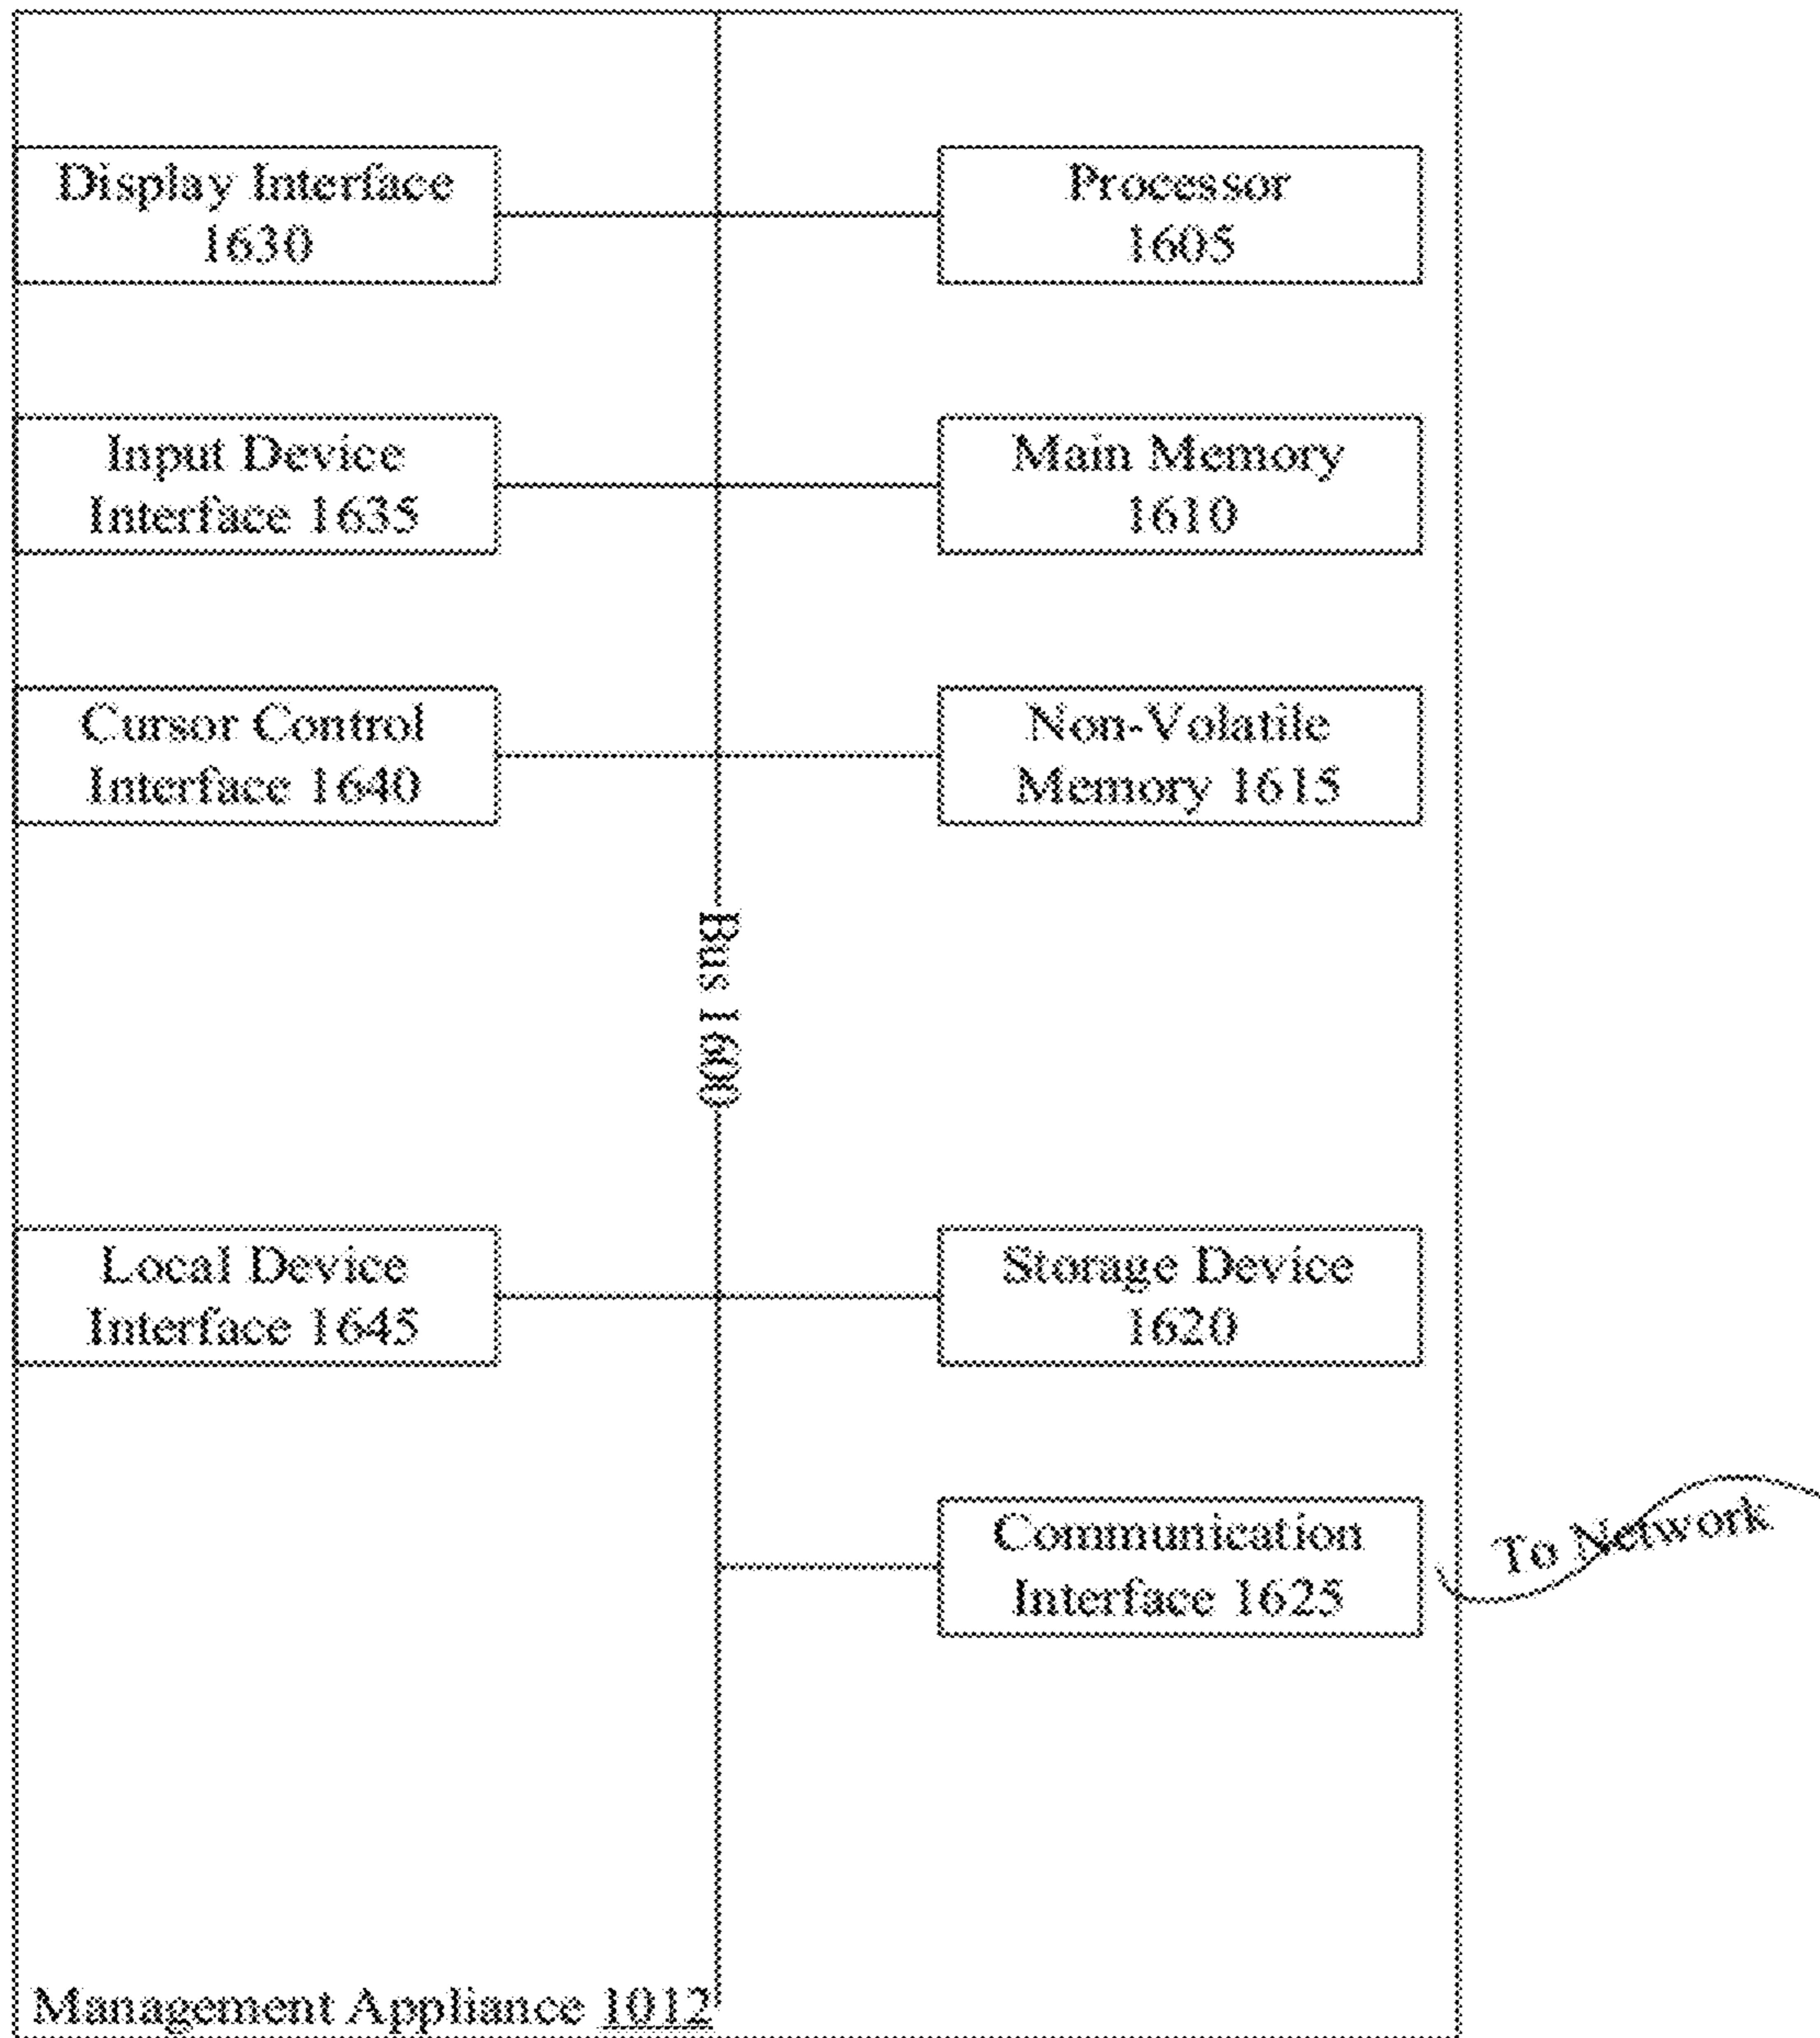 Display Interface
1630
Processor
1605
Input Device
Interface 1635
Main Memory
1610
Cursor Control
Interface 1640
Non-Volatile
Memory 1615
Bus 1600
Local Device
Interface 1645
Storage Device
1620
Communication
Interface 1625
To Network
Management Appliance 1012